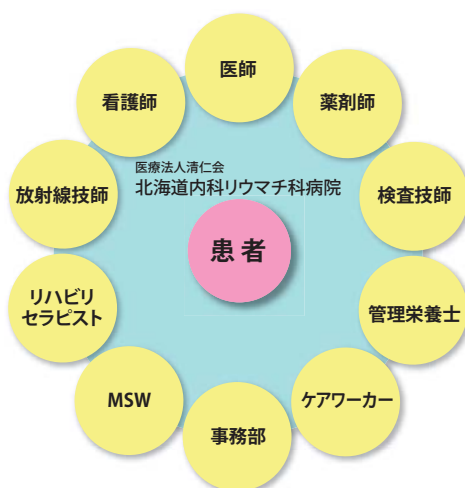 医師
看護師
薬剤師
医療法人清仁会
北海道内科リウマチ科病院
放射線技師
検査技師
患者
リハビリ
セラピスト
管理栄養士
MSW
ケアワーカー
事務部